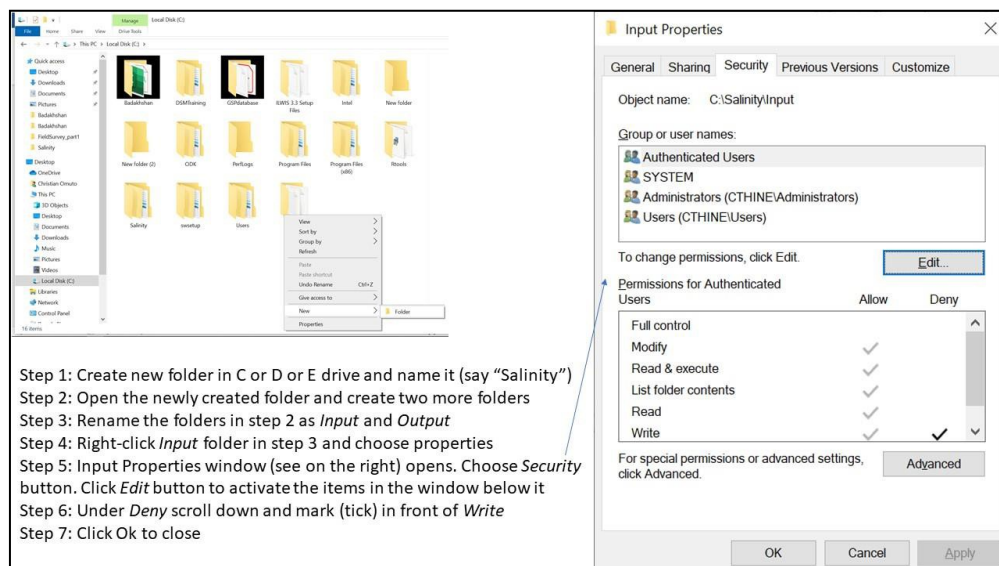 Manage
Local Disk (C:)
File
Home
Share
View
Drive Tools
This PC > Local Disk (C:) >
Quick access
Desktop
Downloads
Documents
Pictures
Badakhshan
Badakhshan
FieldSurvey_part1
Salinity
Desktop
OneDrive
Christian Omuto
This PC
3D Objects
Desktop
Documents
Downloads
Music
Pictures
Videos
Local Disk (C:)
Libraries
Network
Control Panel
16 items
Badakhshan
DSMTraining
GSPdatabase
ILWIS 3.3 Setup
Files
Intel
New folder
New folder (2)
ODK
PerfLogs
Program Files
Program Files
(x86)
Rtools
Salinity
swsetup
Users
View
Sort by
Group by
Refresh
Paste
Paste shortcut
Undo Rename Ctrl+Z
Give access to
New
Properties
Folder
Step 1: Create new folder in C or D or E drive and name it (say “Salinity”)
Step 2: Open the newly created folder and create two more folders
Step 3: Rename the folders in step 2 as Input and Output
Step 4: Right-click Input folder in step 3 and choose properties
Step 5: Input Properties window (see on the right) opens. Choose Security
button. Click Edit button to activate the items in the window below it
Step 6: Under Deny scroll down and mark (tick) in front of Write
Step 7: Click Ok to close
Input Properties
General Sharing Security Previous Versions Customize
Object name: C:\Salinity\Input
Group or user names:
Authenticated Users
SYSTEM
Administrators (CTHINE\Administrators)
Users (CTHINE\Users)
To change permissions, click Edit.
Edit...
Permissions for Authenticated
Users Allow Deny
Full control
Modify
Read & execute
List folder contents
Read
Write
For special permissions or advanced settings,
click Advanced.
Advanced
OK Cancel Apply